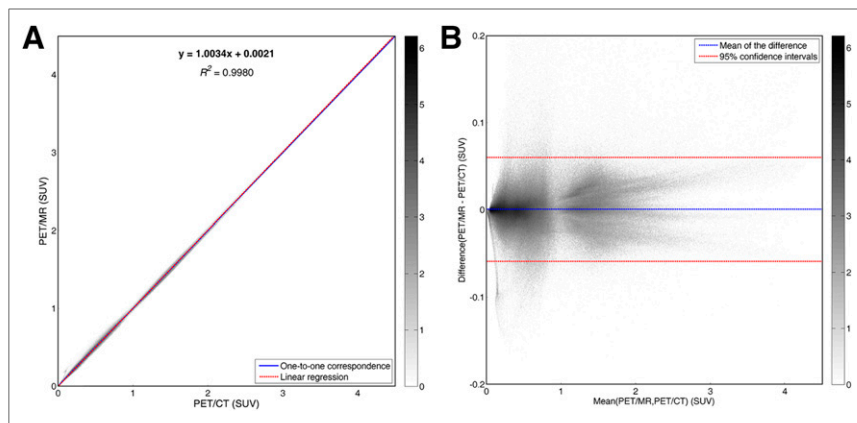 A
y = 1.0034x + 0.0021
R² = 0.9980
PET/MR (SUV)
4
3
2
1
0
0
1
2
3
4
PET/CT (SUV)
One-to-one correspondence
Linear regression
6
5
4
3
2
1
0
B
Mean of the difference
95% confidence intervals
Difference(PET/MR - PET/CT) (SUV)
0.2
0.1
0
-0.1
-0.2
0
1
2
3
4
Mean(PET/MR,PET/CT) (SUV)
6
5
4
3
2
1
0